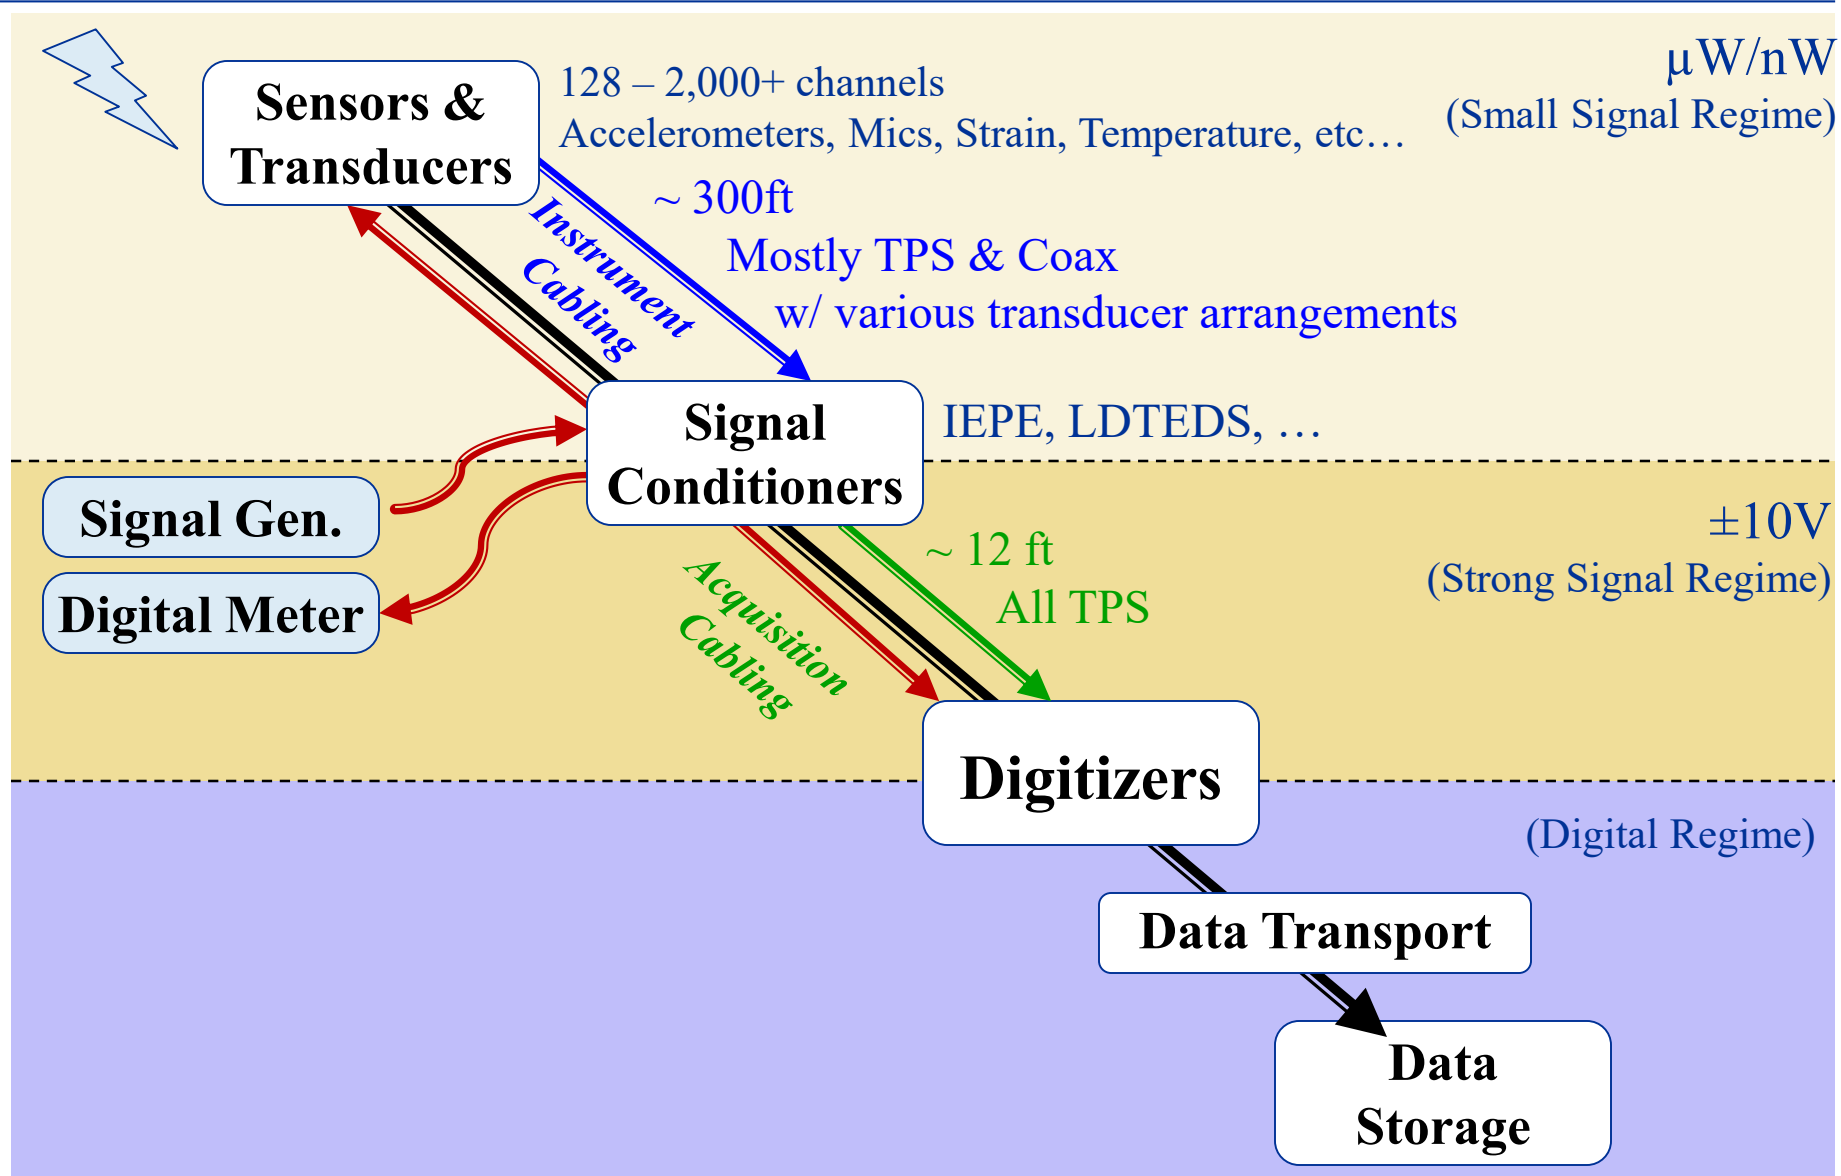 Sensors &
Transducers
128 – 2,000+ channels
Accelerometers, Mics, Strain, Temperature, etc…
µW/nW
(Small Signal Regime)
~ 300ft
Mostly TPS & Coax
w/ various transducer arrangements
Instrument
Cabling
Signal
Conditioners
IEPE, LDTEDS, …
Signal Gen.
Digital Meter
±10V
(Strong Signal Regime)
~ 12 ft
All TPS
Acquisition
Cabling
Digitizers
(Digital Regime)
Data Transport
Data
Storage